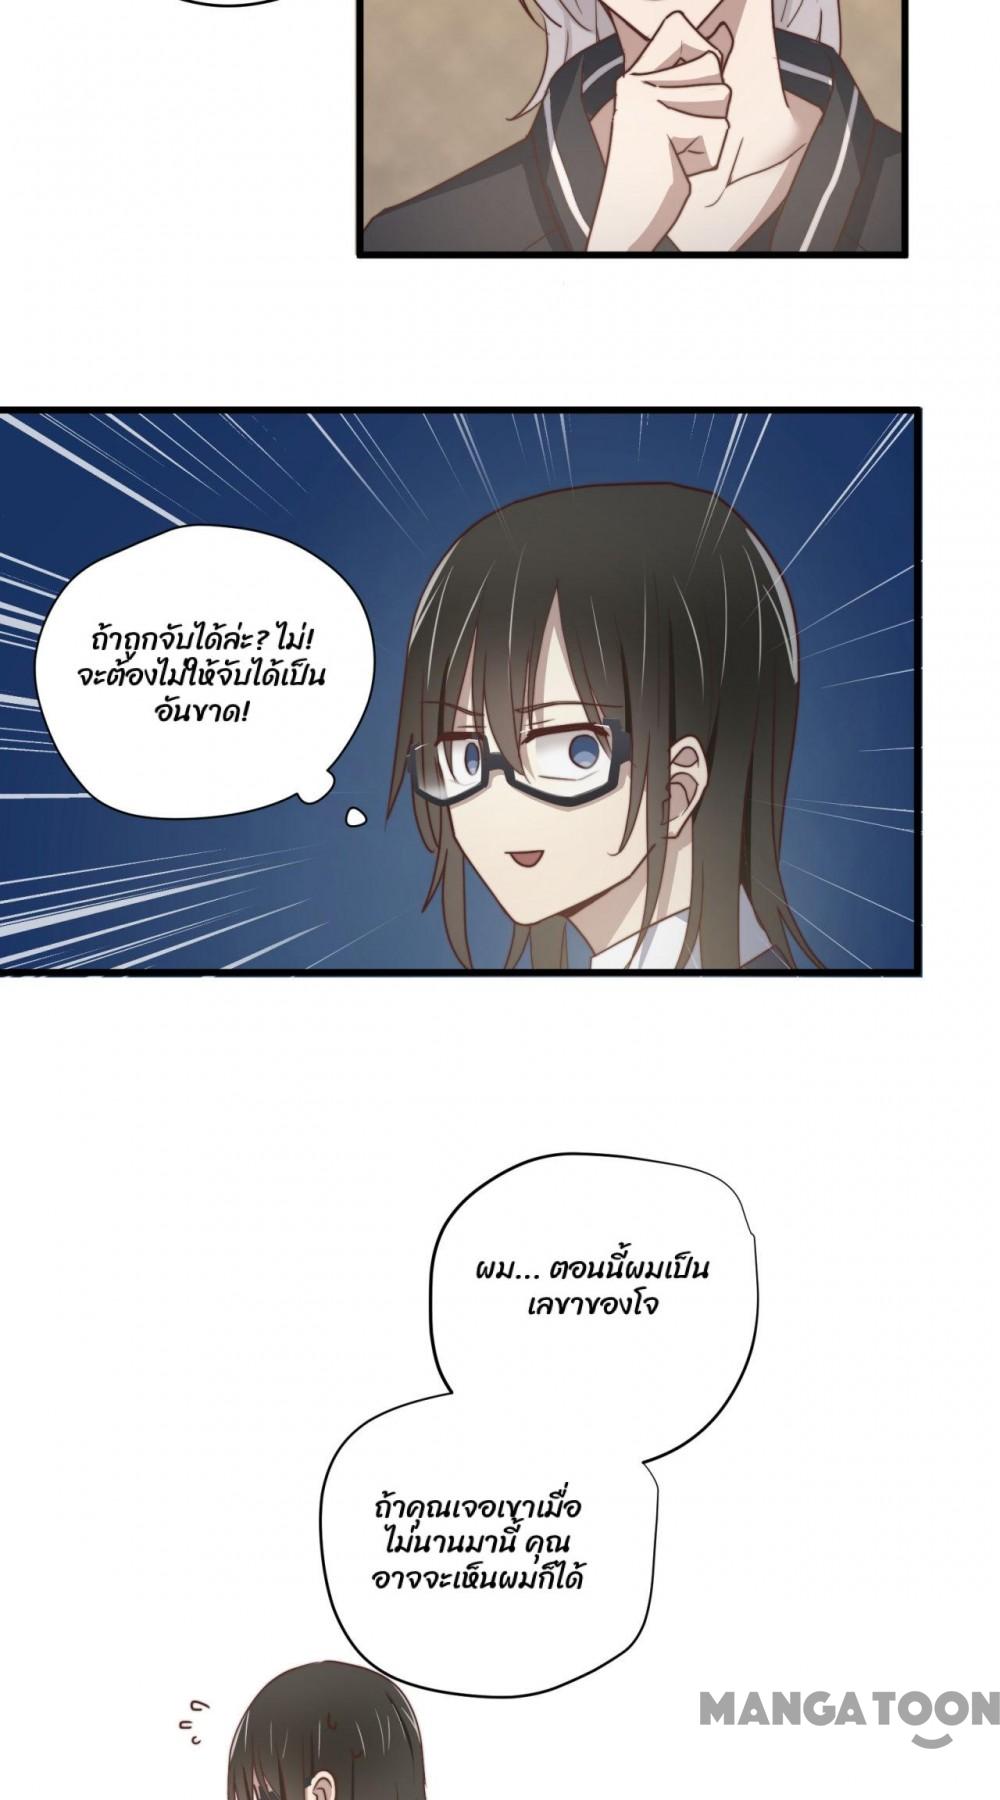 ถ้าถูกจับได้ล่ะ? ไม่!
จะต้องไม่ให้จับได้เป็น
อันขาด!
ผม... ตอนนี้ผมเป็น
เลขาของโจ
ถ้าคุณเจอเขาเมื่อ
ไม่นานมานี้ คุณ
อาจจะเห็นผมก็ได้
MANGATOON